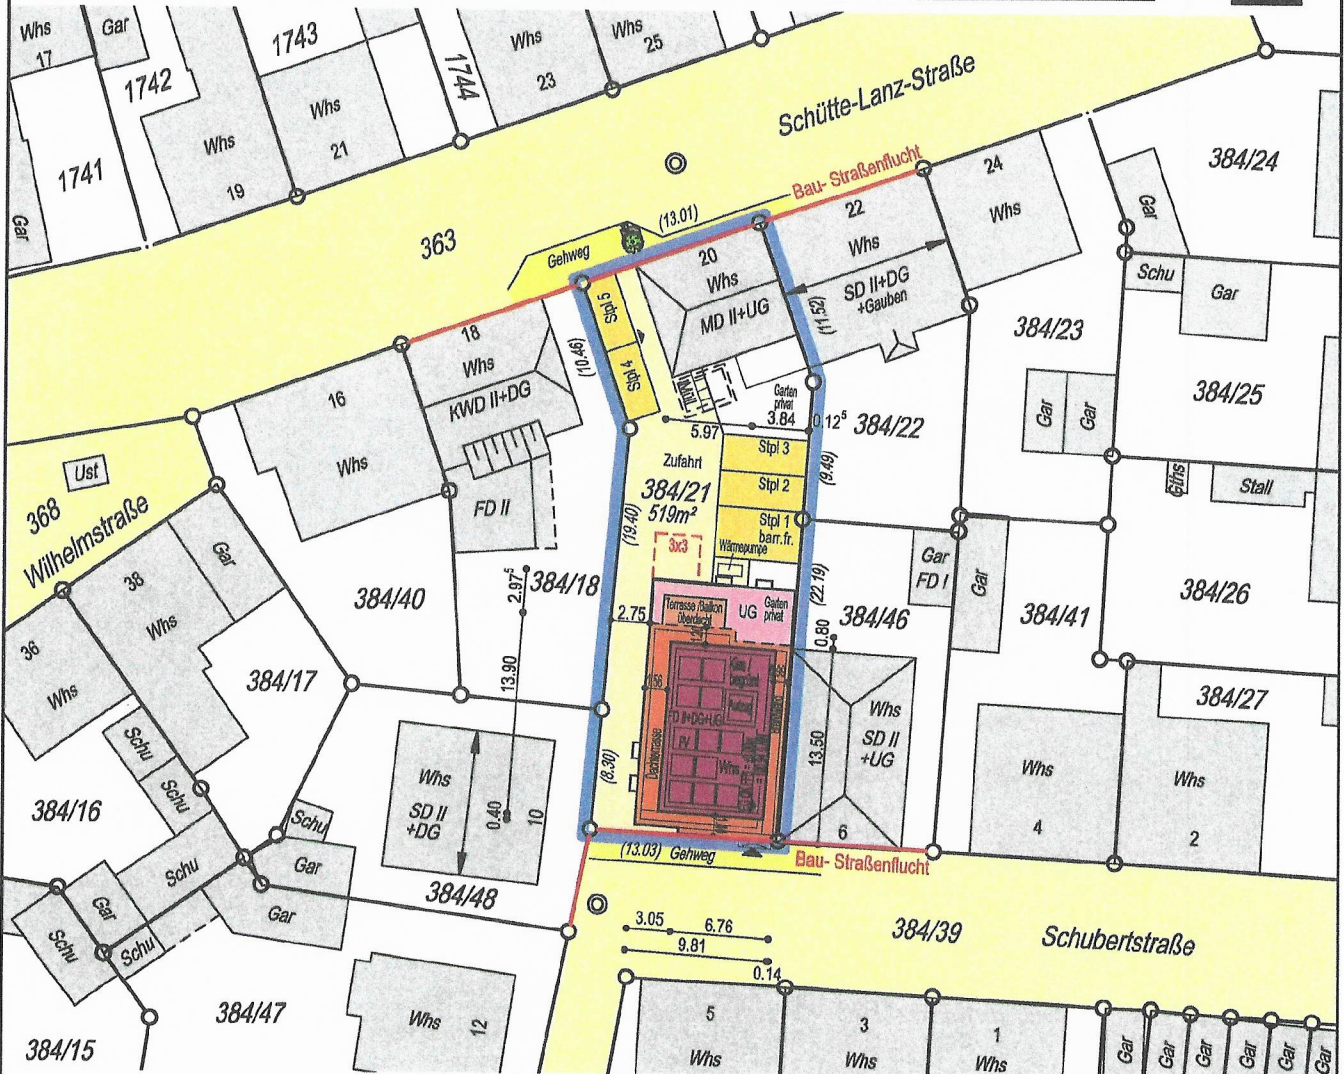 Whs
17
Gar
1742
1743
1744
Whs
23
Whs
25
Schütte-Lanz-Straße
1741
Gar
Whs
19
Whs
21
363
Gehweg
(13.01)
Bau- Straßenflucht
20
Whs
MD II+UG
22
Whs
SD II+DG
+Gauben
24
Whs
Gar
384/24
Schu
Gar
384/23
384/25
Gar
Gar
18
Whs
KWD II+DG
16
Whs
FD II
Stpl 5
Stpl 4
(10.46)
(11.52)
Müll
Garten
privat
3.84
0.12⁵
5.97
384/22
Zufahrt
384/21
519m²
Stpl 3
Stpl 2
Stpl 1
barr.fr.
(9.49)
(19.40)
3x3
Wärmepumpe
Gths
Stall
Ust
368
Wilhelmstraße
38
Whs
Gar
36
Whs
384/40
384/18
2.97⁵
13.90
2.75
Terrasse /Balkon
überdacht
UG
Garten
privat
(22.19)
0.80
384/46
Gar
FD I
Gar
384/41
384/26
384/27
384/17
Schu
Schu
384/16
Schu
Schu
Gar
Gar
Gar
Schu
Schu
Whs
SD II
+DG
0.40
10
384/48
(8.30)
Dachterrasse
PV
Whs
13.50
Whs
SD II
+UG
6
Whs
4
Whs
2
(13.03)
Gehweg
Bau- Straßenflucht
3.05
6.76
9.81
0.14
384/39
Schubertstraße
384/47
384/15
Whs
12
5
Whs
3
Whs
1
Whs
Gar
Gar
Gar
Gar
Gar
Gar